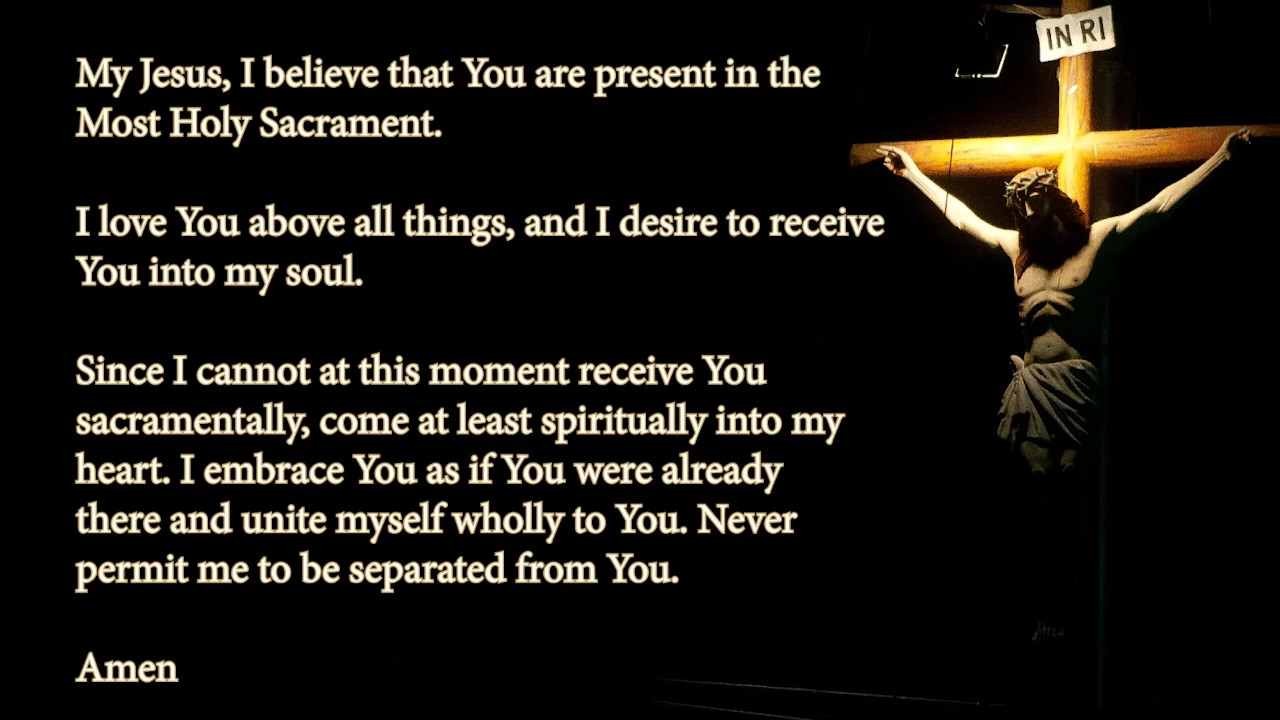 My Jesus, I believe that You are present in the
Most Holy Sacrament.
I love You above all things, and I desire to receive
You into my soul.
Since I cannot at this moment receive You
sacramentally, come at least spiritually into my
heart. I embrace You as if You were already
there and unite myself wholly to You. Never
permit me to be separated from You.
Amen
IN RI